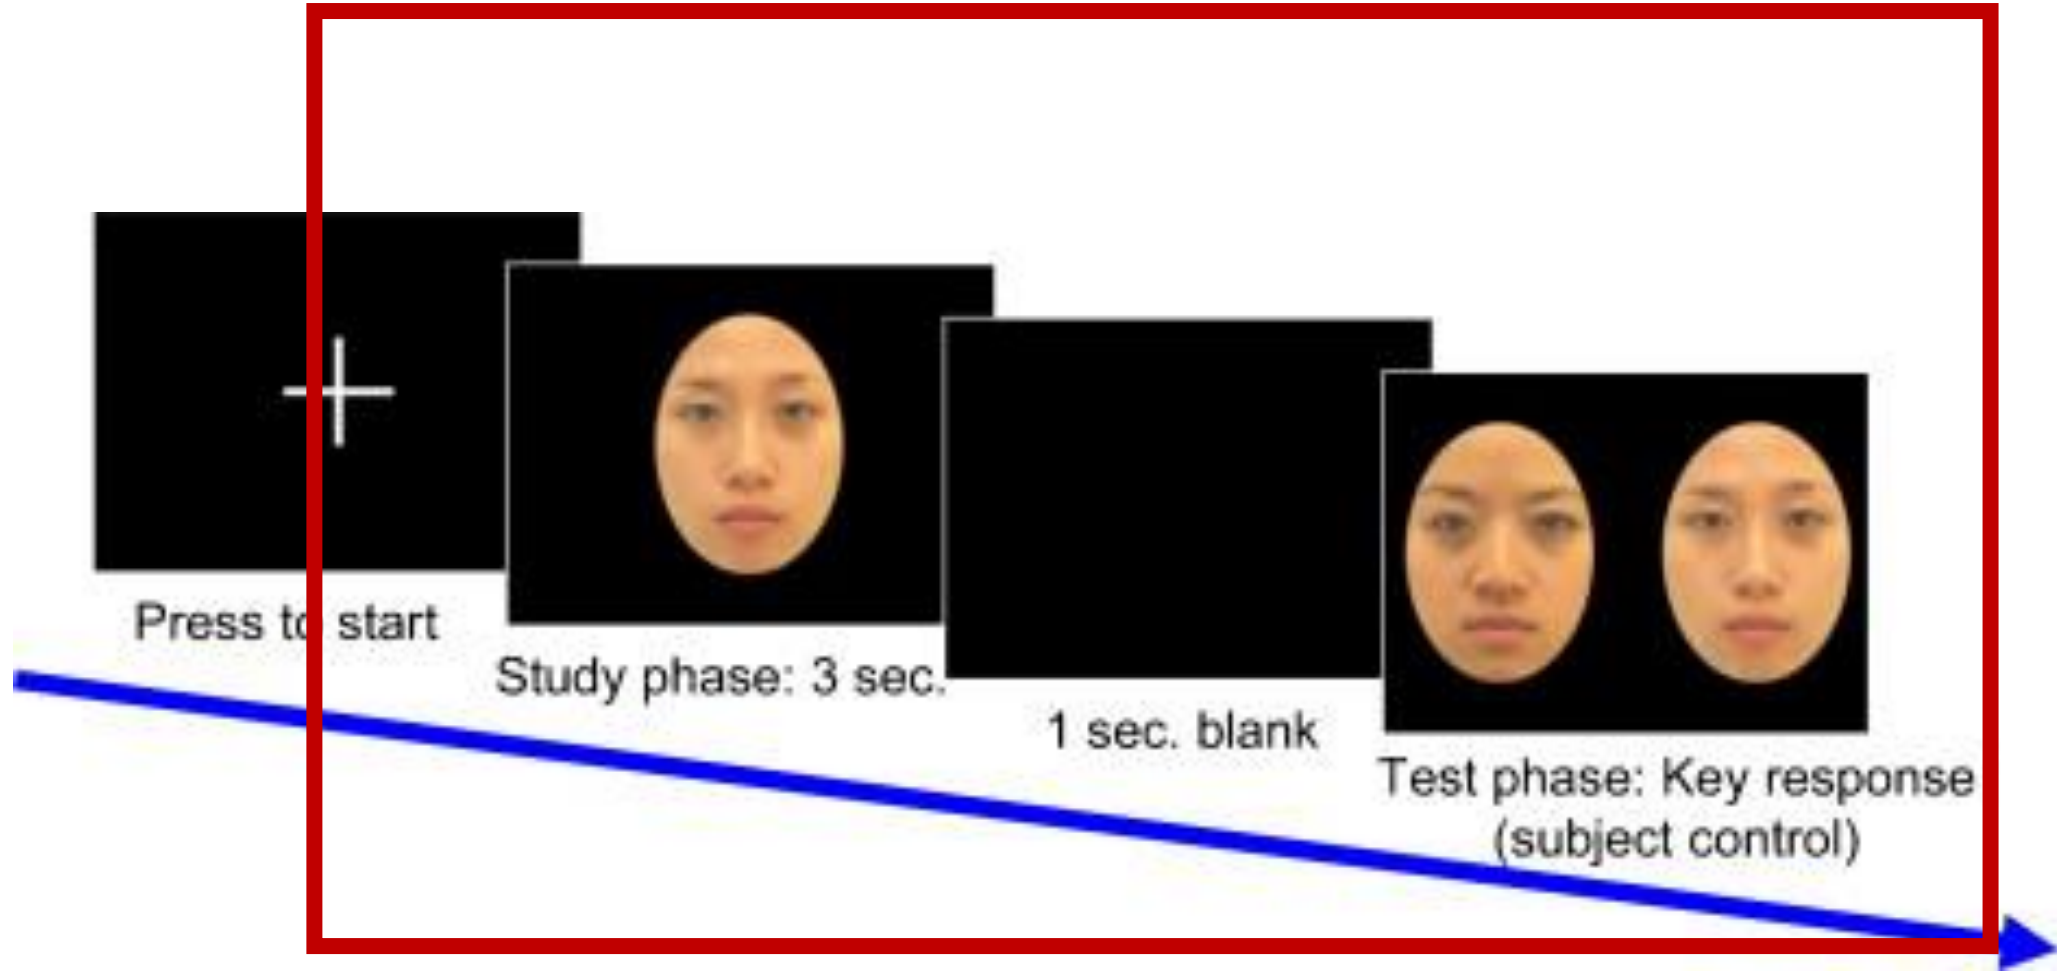 Press to start
Study phase: 3 sec.
1 sec. blank
Test phase: Key response
(subject control)